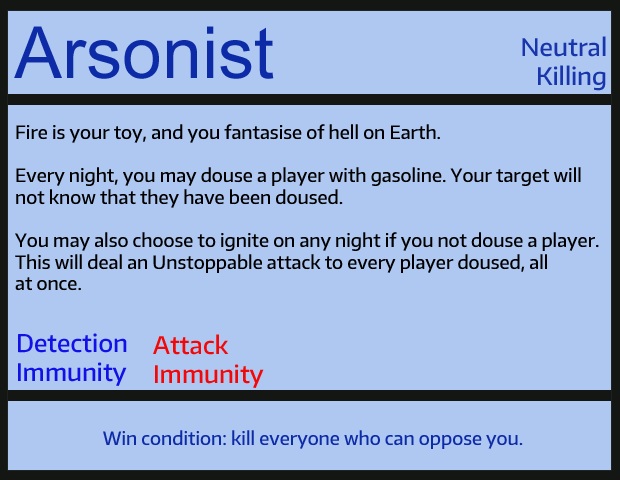 Arsonist
Neutral
Killing
Fire is your toy, and you fantasise of hell on Earth.
Every night, you may douse a player with gasoline. Your target will
not know that they have been doused.
You may also choose to ignite on any night if you not douse a player.
This will deal an Unstoppable attack to every player doused, all
at once.
Detection
Immunity
Attack
Immunity
Win condition: kill everyone who can oppose you.